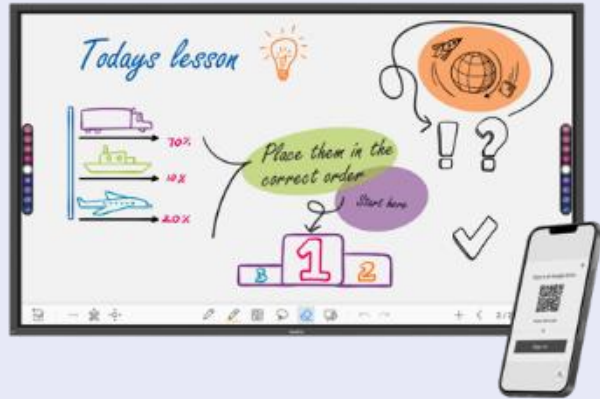 Todays lesson
70%
10%
20%
Place them in the
correct order
Start here
! ?
3 1 2